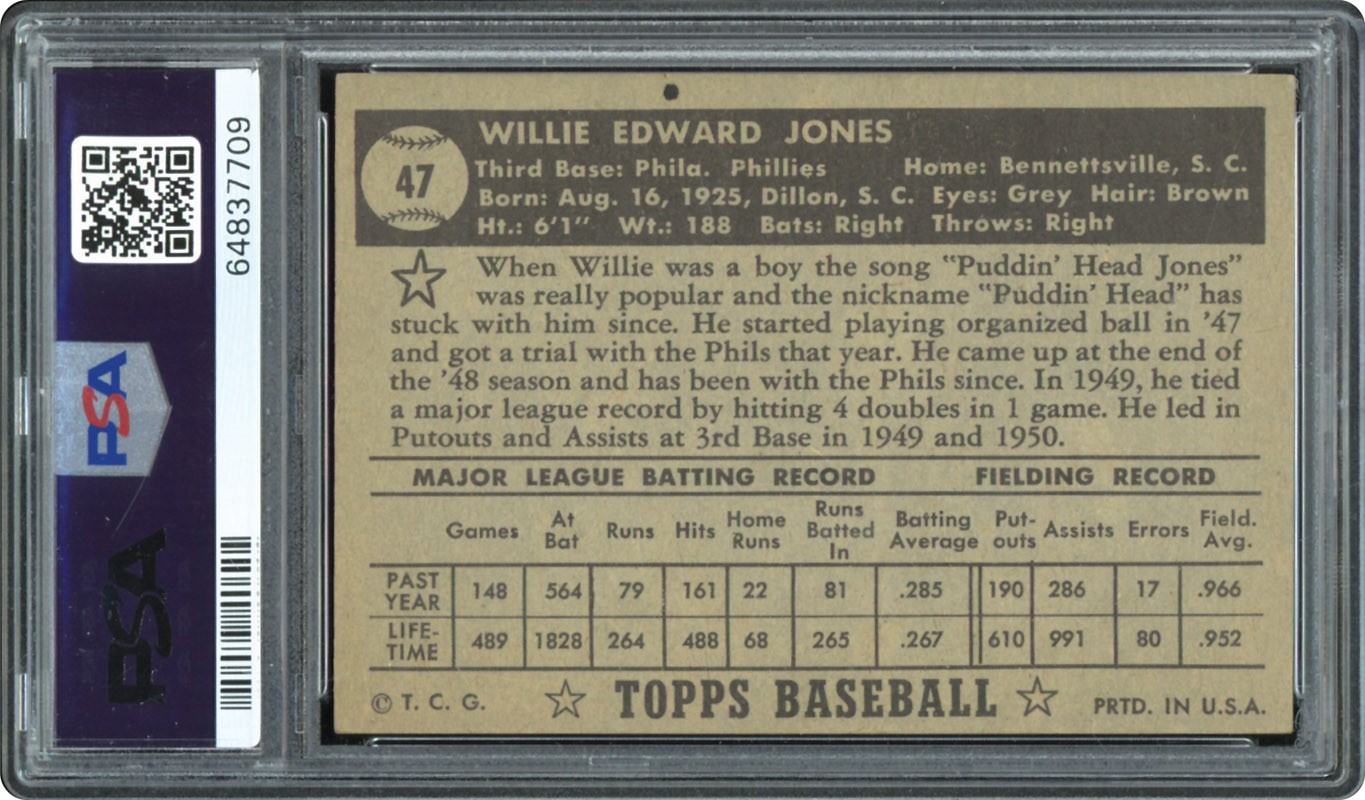 64837709
PSA
PSA
47
WILLIE EDWARD JONES
Third Base: Phila. Phillies Home: Bennettsville, S. C.
Born: Aug. 16, 1925, Dillon, S. C. Eyes: Grey Hair: Brown
Ht.: 6'1" Wt.: 188 Bats: Right Throws: Right
When Willie was a boy the song "Puddin' Head Jones"
was really popular and the nickname "Puddin' Head" has
stuck with him since. He started playing organized ball in '47
and got a trial with the Phils that year. He came up at the end of
the '48 season and has been with the Phils since. In 1949, he tied
a major league record by hitting 4 doubles in 1 game. He led in
Putouts and Assists at 3rd Base in 1949 and 1950.
MAJOR LEAGUE BATTING RECORD FIELDING RECORD
Games At Bat Runs Hits Home Runs Runs Batted In Batting Average Put-outs Assists Errors Field. Avg.
PAST YEAR 148 564 79 161 22 81 .285 190 286 17 .966
LIFE-TIME 489 1828 264 488 68 265 .267 610 991 80 .952
© T. C. G. TOPPS BASEBALL PRTD. IN U.S.A.